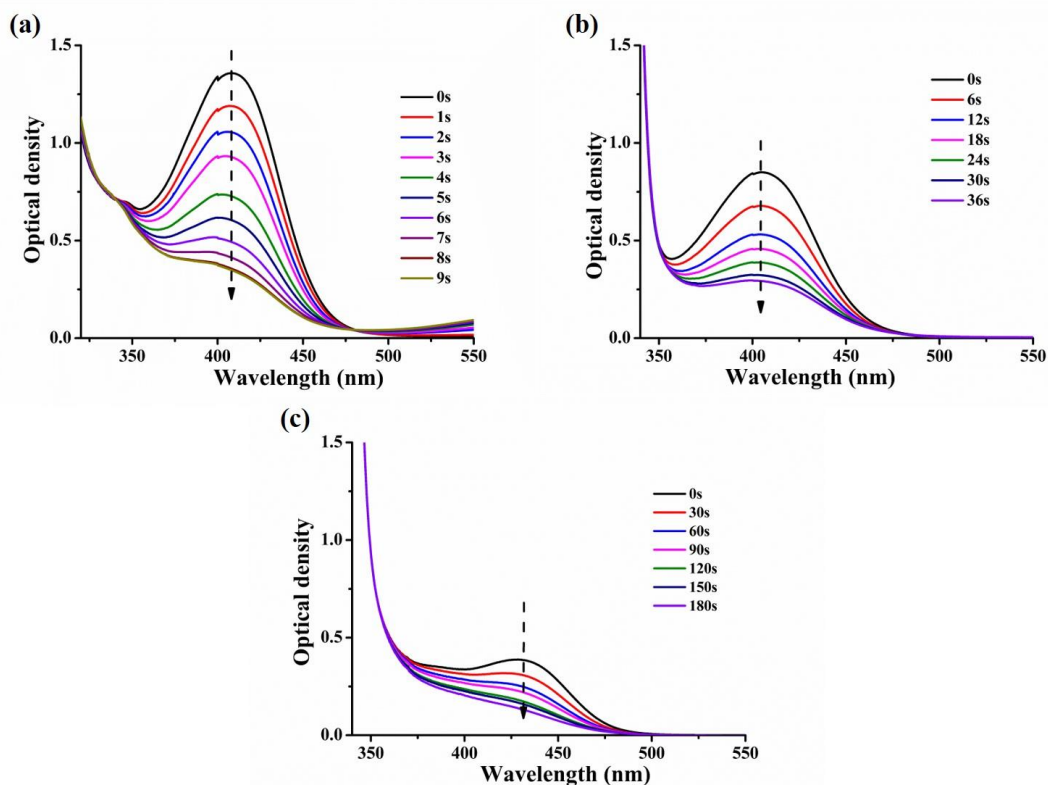 (a)
1.5
1.0
0.5
0.0
Optical density
350 400 450 500 550
Wavelength (nm)
0s
1s
2s
3s
4s
5s
6s
7s
8s
9s
(b)
1.5
1.0
0.5
0.0
Optical density
350 400 450 500 550
Wavelength (nm)
0s
6s
12s
18s
24s
30s
36s
(c)
1.5
1.0
0.5
0.0
Optical density
350 400 450 500 550
Wavelength (nm)
0s
30s
60s
90s
120s
150s
180s